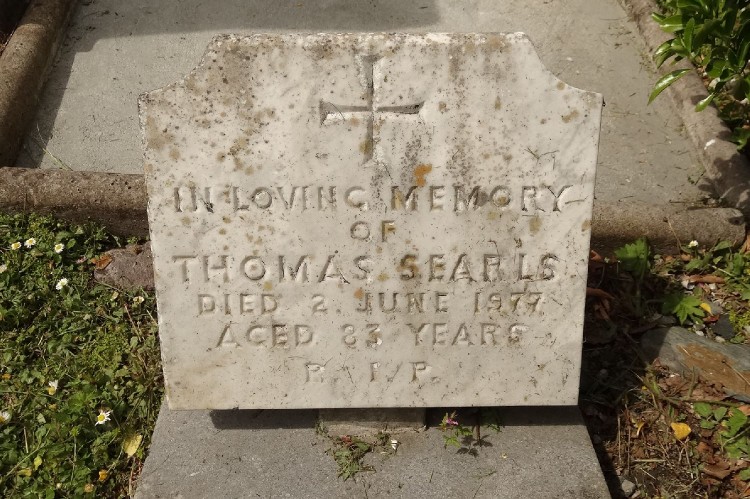 IN LOVING MEMORY
OF
THOMAS SEARLS
DIED 2 JUNE 1977
AGED 83 YEARS
R. I. P.